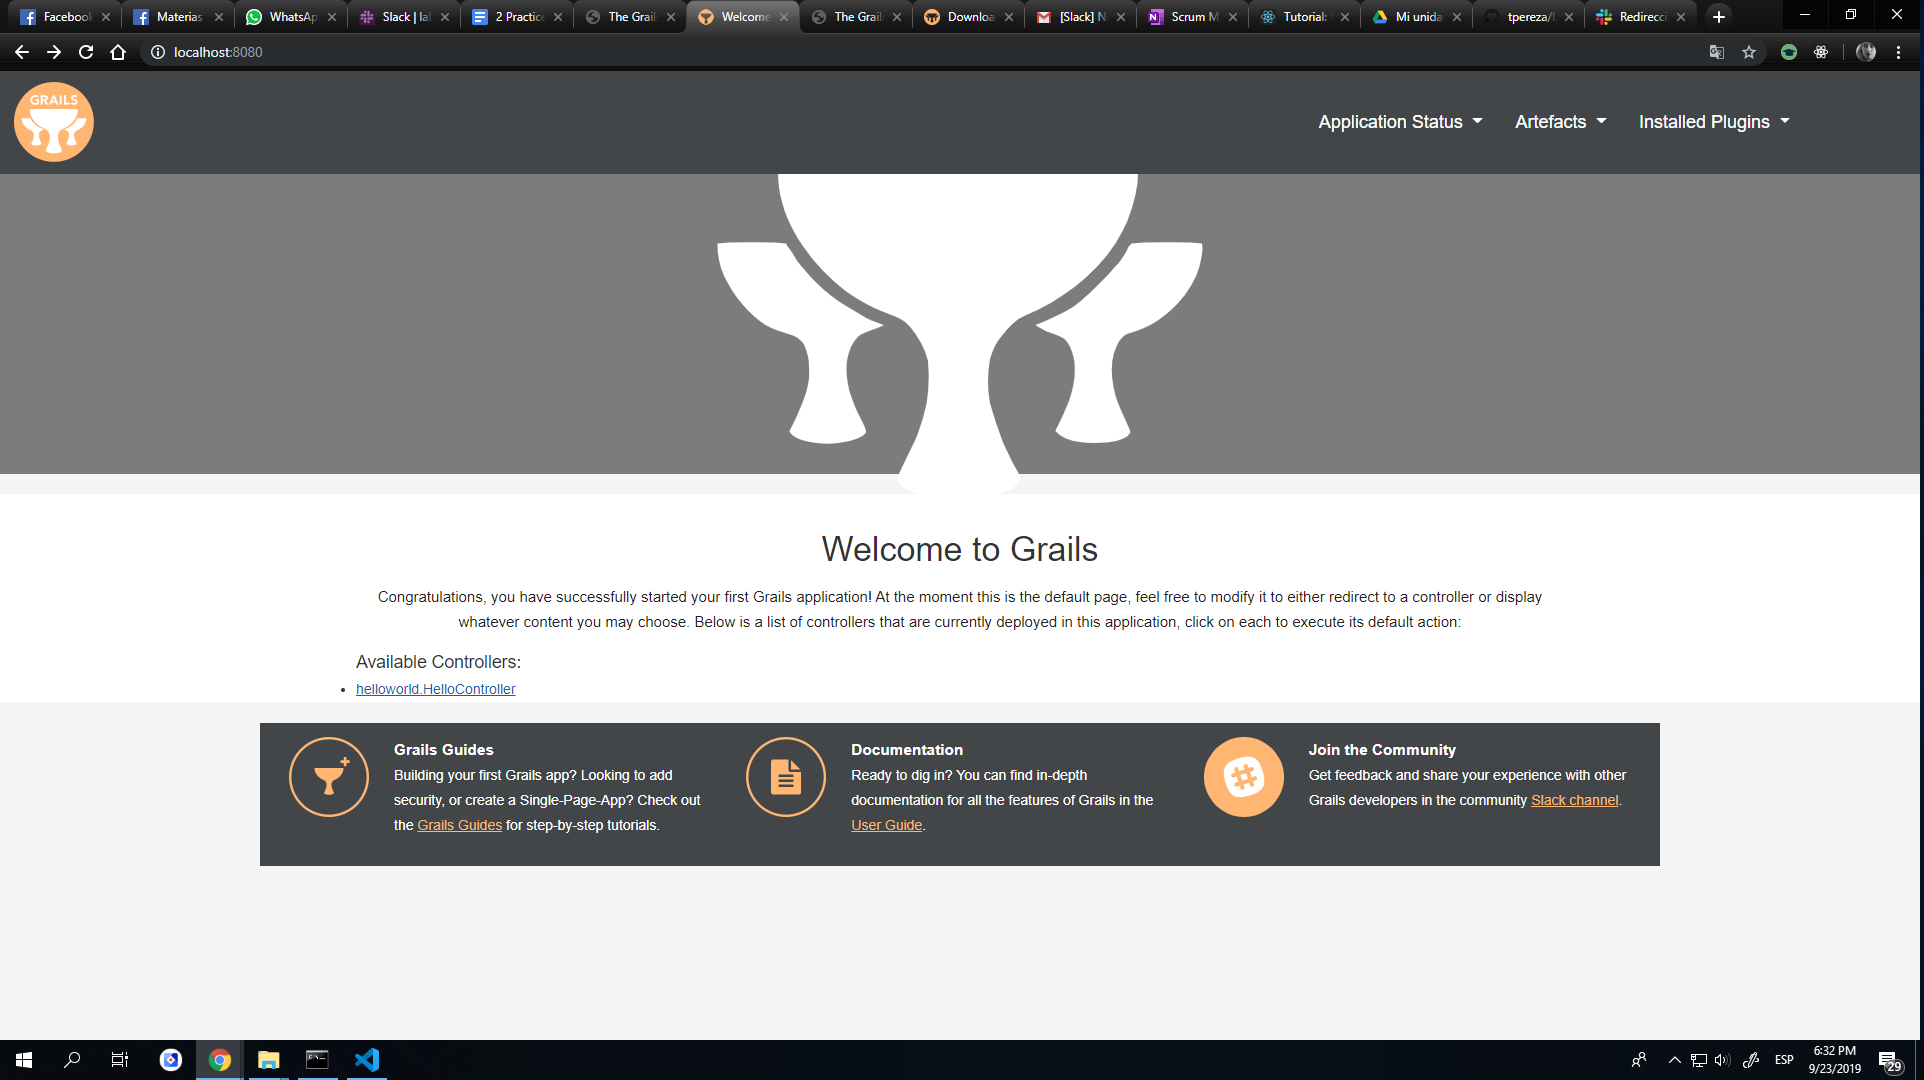 Facebook
Materias
WhatsAp
Slack | lal
2 Practice
The Grail
Welcome
The Grail
Downloa
[Slack] N
Scrum M
Tutorial:
Mi unida
tpereza/
Redirecci
localhost:8080
GRAILS
Application Status
Artefacts
Installed Plugins
Welcome to Grails
Congratulations, you have successfully started your first Grails application! At the moment this is the default page, feel free to modify it to either redirect to a controller or display
whatever content you may choose. Below is a list of controllers that are currently deployed in this application, click on each to execute its default action:
Available Controllers:
helloworld.HelloController
Grails Guides
Building your first Grails app? Looking to add
security, or create a Single-Page-App? Check out
the Grails Guides for step-by-step tutorials.
Documentation
Ready to dig in? You can find in-depth
documentation for all the features of Grails in the
User Guide.
Join the Community
Get feedback and share your experience with other
Grails developers in the community Slack channel.
ESP
6:32 PM
9/23/2019
29